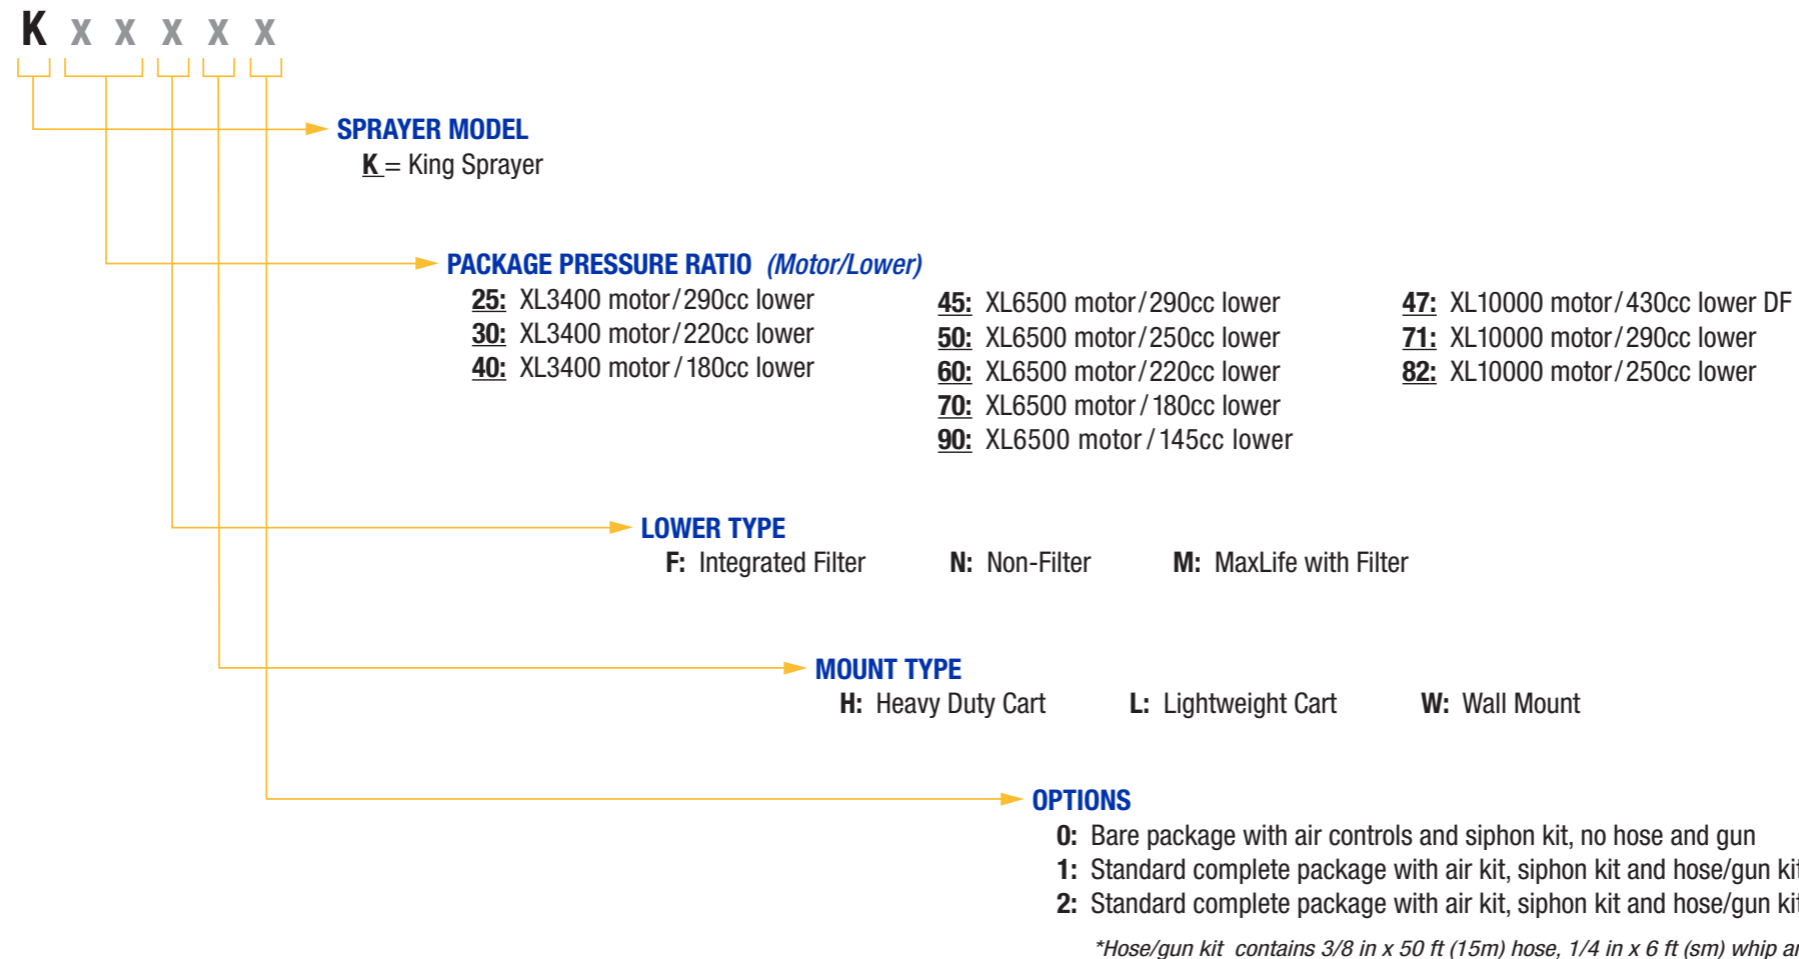 K x x x x x
SPRAYER MODEL
K = King Sprayer
PACKAGE PRESSURE RATIO (Motor/Lower)
25: XL3400 motor/290cc lower
30: XL3400 motor/220cc lower
40: XL3400 motor/180cc lower
45: XL6500 motor/290cc lower
50: XL6500 motor/250cc lower
60: XL6500 motor/220cc lower
70: XL6500 motor/180cc lower
90: XL6500 motor/145cc lower
47: XL10000 motor/430cc lower DF
71: XL10000 motor/290cc lower
82: XL10000 motor/250cc lower
LOWER TYPE
F: Integrated Filter N: Non-Filter M: MaxLife with Filter
MOUNT TYPE
H: Heavy Duty Cart L: Lightweight Cart W: Wall Mount
OPTIONS
0: Bare package with air controls and siphon kit, no hose and gun
1: Standard complete package with air kit, siphon kit and hose/gun kit
2: Standard complete package with air kit, siphon kit and hose/gun kit
*Hose/gun kit contains 3/8 in x 50 ft (15m) hose, 1/4 in x 6 ft (sm) whip